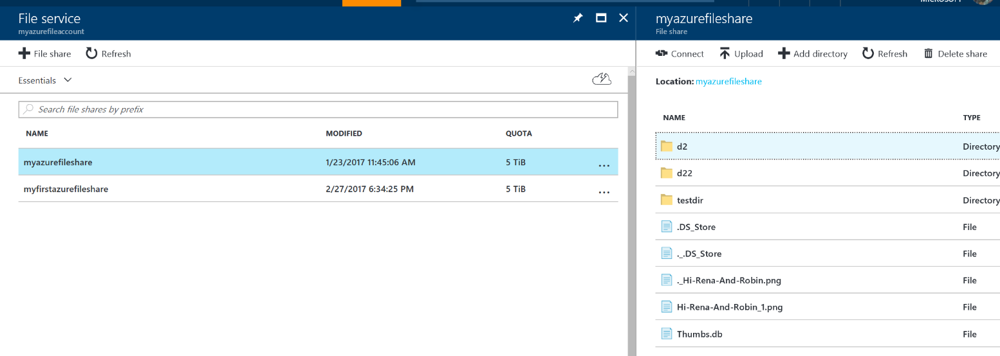 MICROSOFT
File service
myazurefileaccount
File share Refresh
Essentials
Search file shares by prefix
NAME MODIFIED QUOTA
myazurefileshare 1/23/2017 11:45:06 AM 5 TiB ...
myfirstazurefileshare 2/27/2017 6:34:25 PM 5 TiB ...
myazurefileshare
File share
Connect Upload Add directory Refresh Delete share
Location: myazurefileshare
NAME TYPE
d2 Directory
d22 Directory
testdir Directory
.DS_Store File
._.DS_Store File
._Hi-Rena-And-Robin.png File
Hi-Rena-And-Robin_1.png File
Thumbs.db File